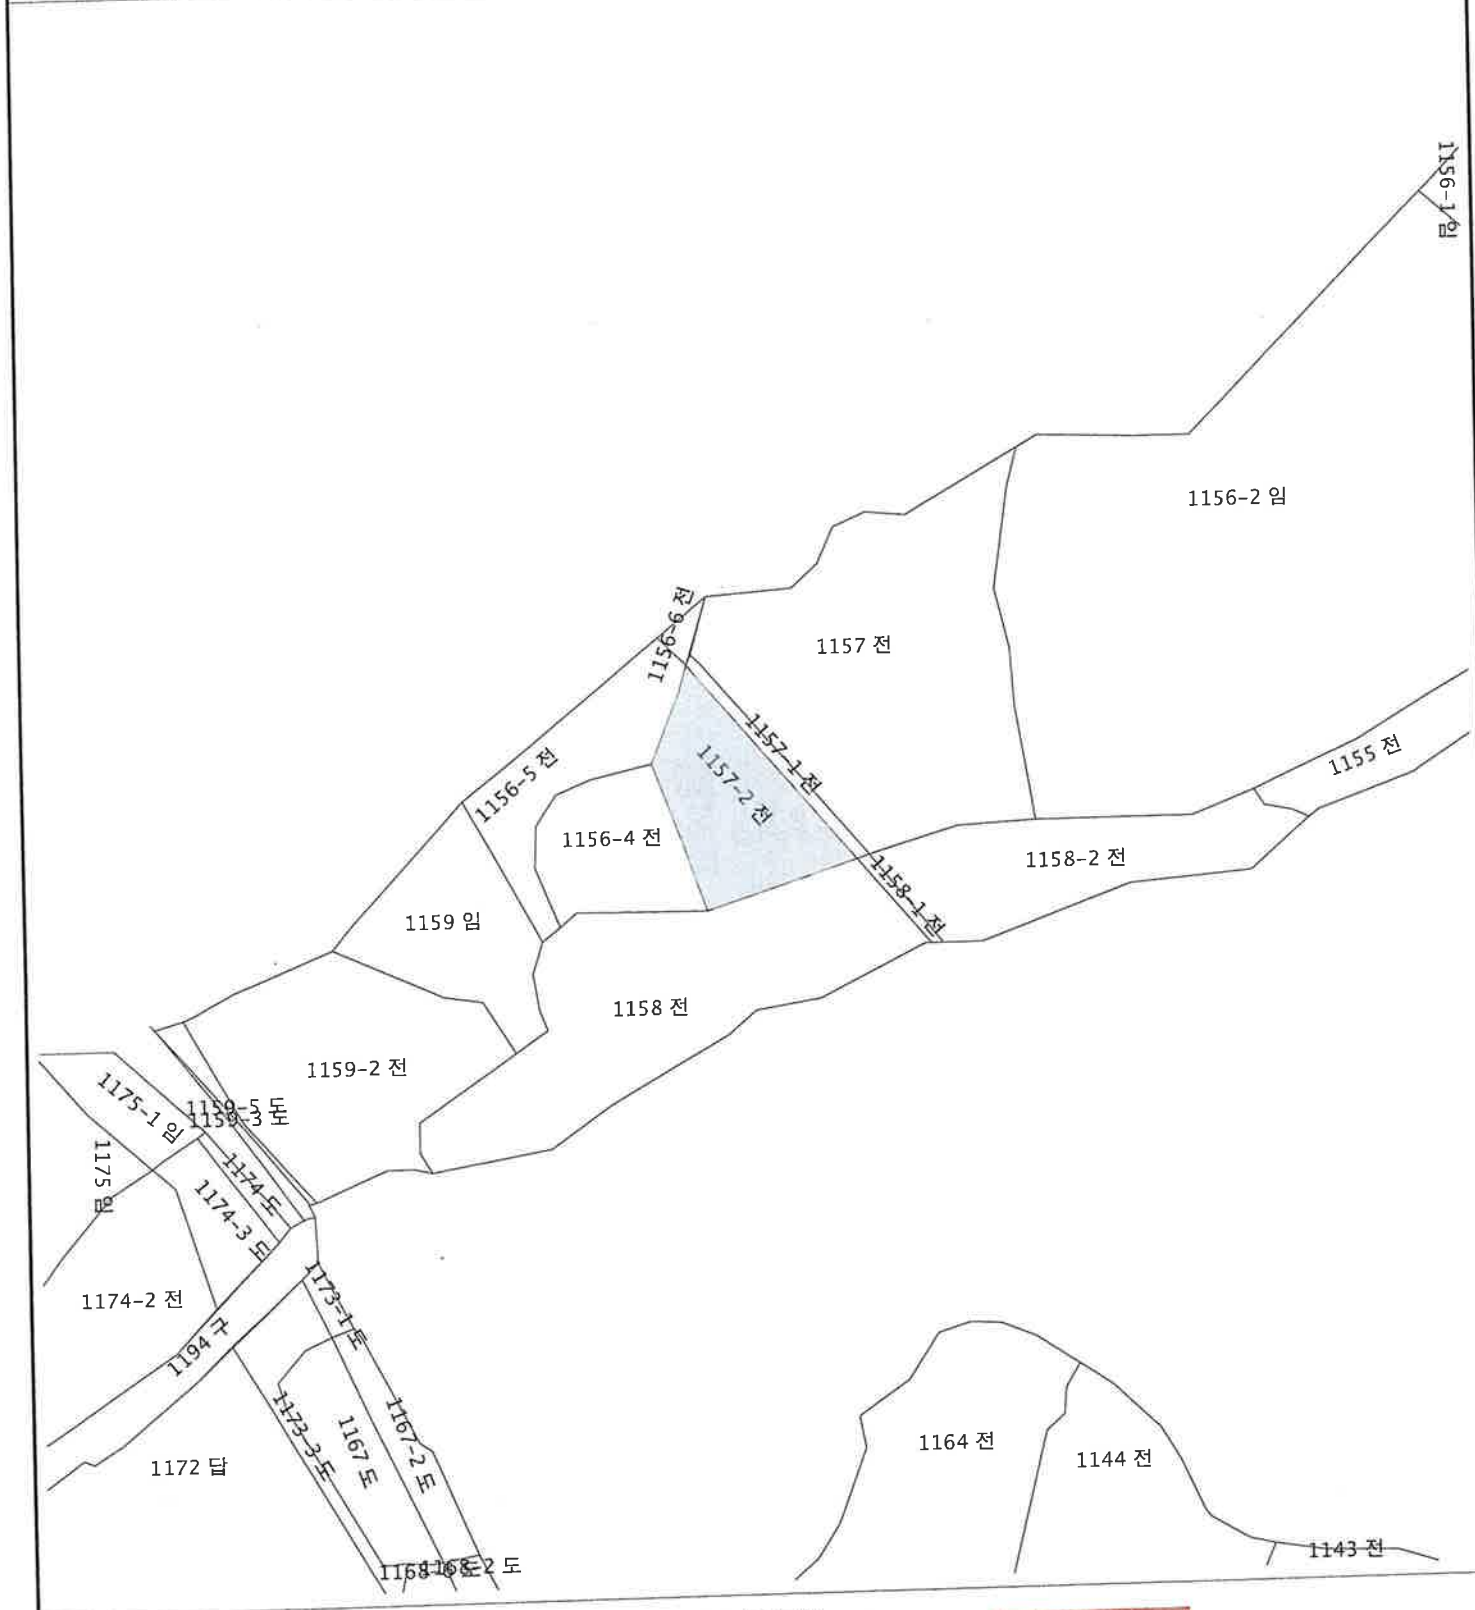 1156-1 임
1156-2 임
1156-6 전
1157 전
1157-1 전
1155 전
1156-5 전
1157-2 전
1156-4 전
1158-2 전
1158-1 전
1159 임
1158 전
1159-2 전
1175-1 임
1159-5 도
1159-3 도
1175 임
1174 도
1174-3 도
1174-2 전
1173-1 도
1194 구
1173-3 도
1167 도
1167-2 도
1172 답
1164 전
1144 전
1143 전
1168-2 도